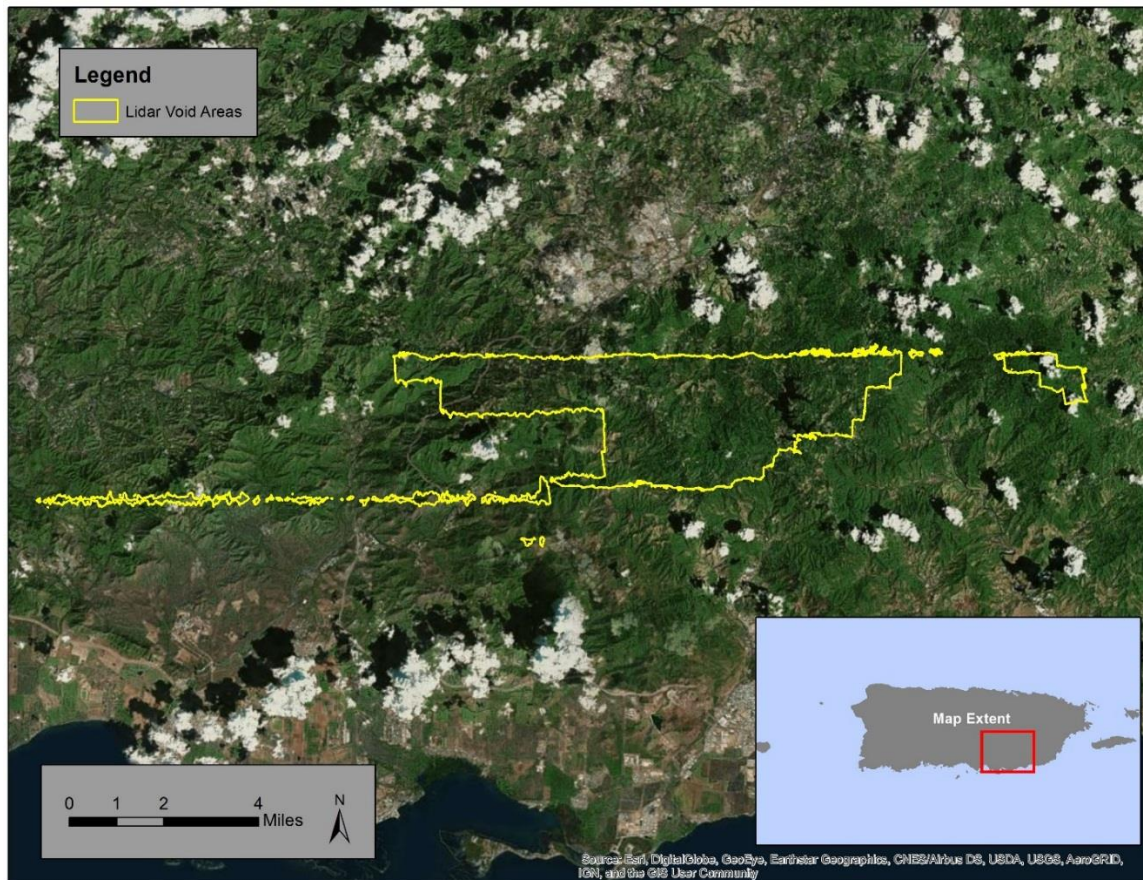 Legend
Lidar Void Areas
Map Extent
0 1 2 4
Miles
N
Source: Esri, DigitalGlobe, GeoEye, Earthstar Geographics, CNES/Airbus DS, USDA, USGS, AeroGRID,
IGN, and the GIS User Community